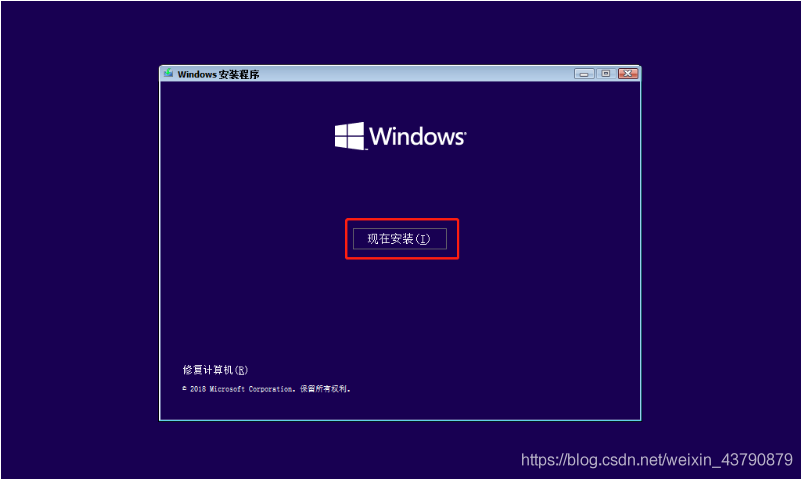 Windows 安装程序
Windows
现在安装(I)
修复计算机(R)
© 2018 Microsoft Corporation。保留所有权利。
https://blog.csdn.net/weixin_43790879